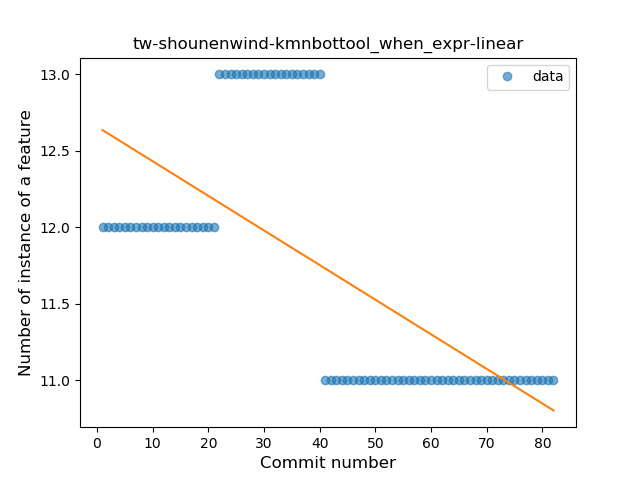 tw-shounenwind-kmnbottool_when_expr-linear
data
Number of instance of a feature
13.0
12.5
12.0
11.5
11.0
0 10 20 30 40 50 60 70 80
Commit number